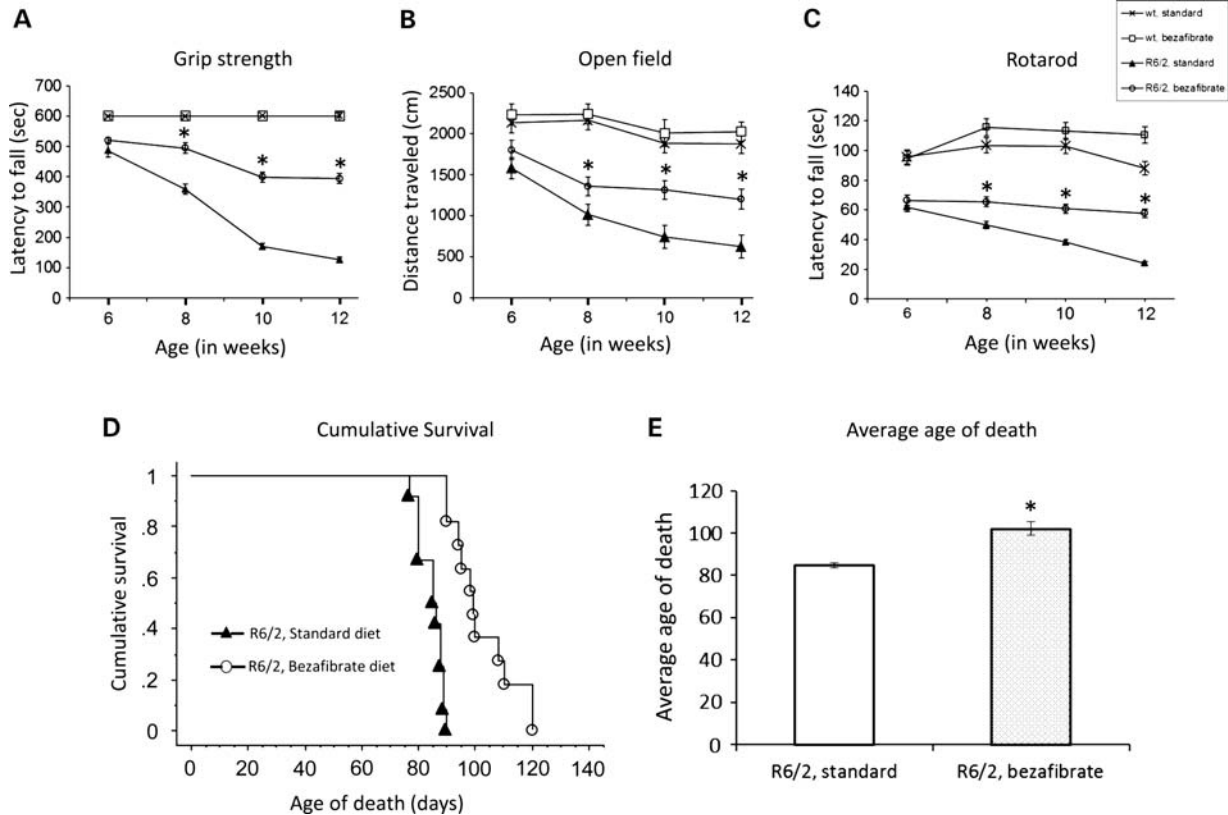 A
Grip strength
Latency to fall (sec)
700
600
500
400
300
200
100
0
*
*
*
6 8 10 12
Age (in weeks)
B
Open field
Distance traveled (cm)
2500
2000
1500
1000
500
0
*
*
*
6 8 10 12
Age (in weeks)
C
Rotarod
Latency to fall (sec)
140
120
100
80
60
40
20
0
*
*
*
6 8 10 12
Age (in weeks)
wt, standard
wt, bezafibrate
R6/2, standard
R6/2, bezafibrate
D
Cumulative Survival
Cumulative survival
1
.8
.6
.4
.2
0
R6/2, Standard diet
R6/2, Bezafibrate diet
0 20 40 60 80 100 120 140
Age of death (days)
E
Average age of death
Average age of death
120
100
80
60
40
20
0
*
R6/2, standard R6/2, bezafibrate